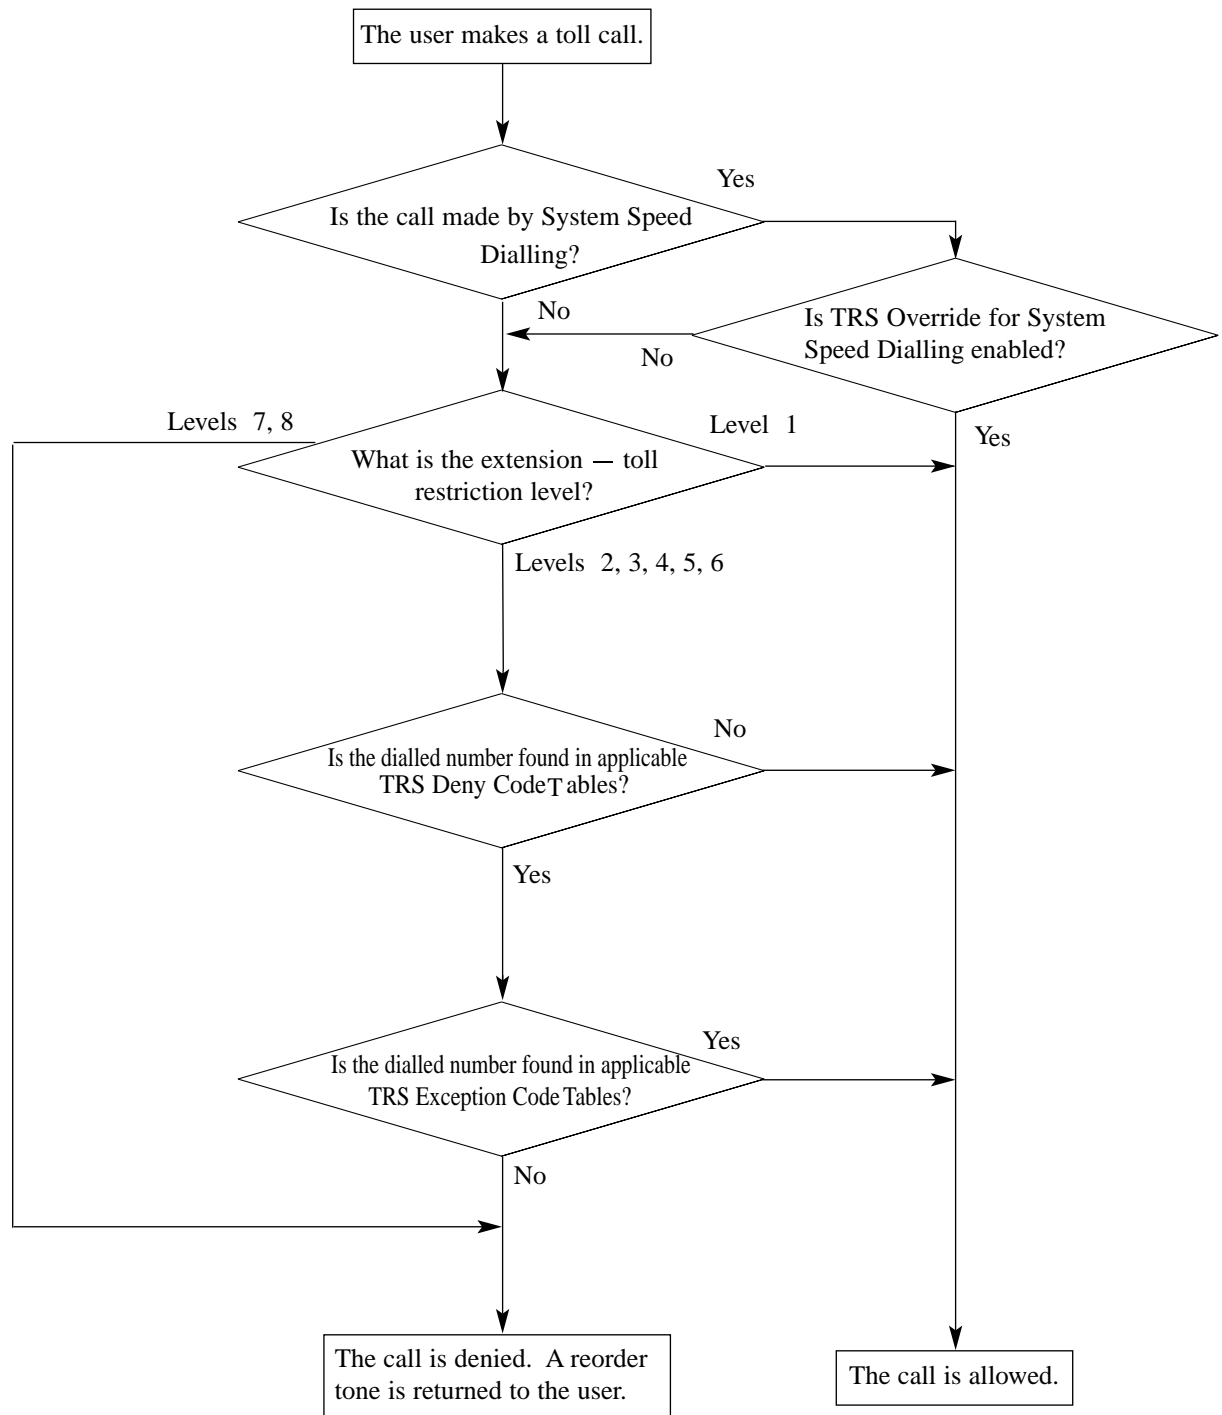 The user makes a toll call.
Yes
Is the call made by System Speed
Dialling?
No
Is TRS Override for System
Speed Dialling enabled?
No
Yes
Levels 7, 8
Level 1
What is the extension — toll
restriction level?
Levels 2, 3, 4, 5, 6
No
Is the dialled number found in applicable
TRS Deny Code Tables?
Yes
Yes
Is the dialled number found in applicable
TRS Exception Code Tables?
No
The call is denied. A reorder
tone is returned to the user.
The call is allowed.